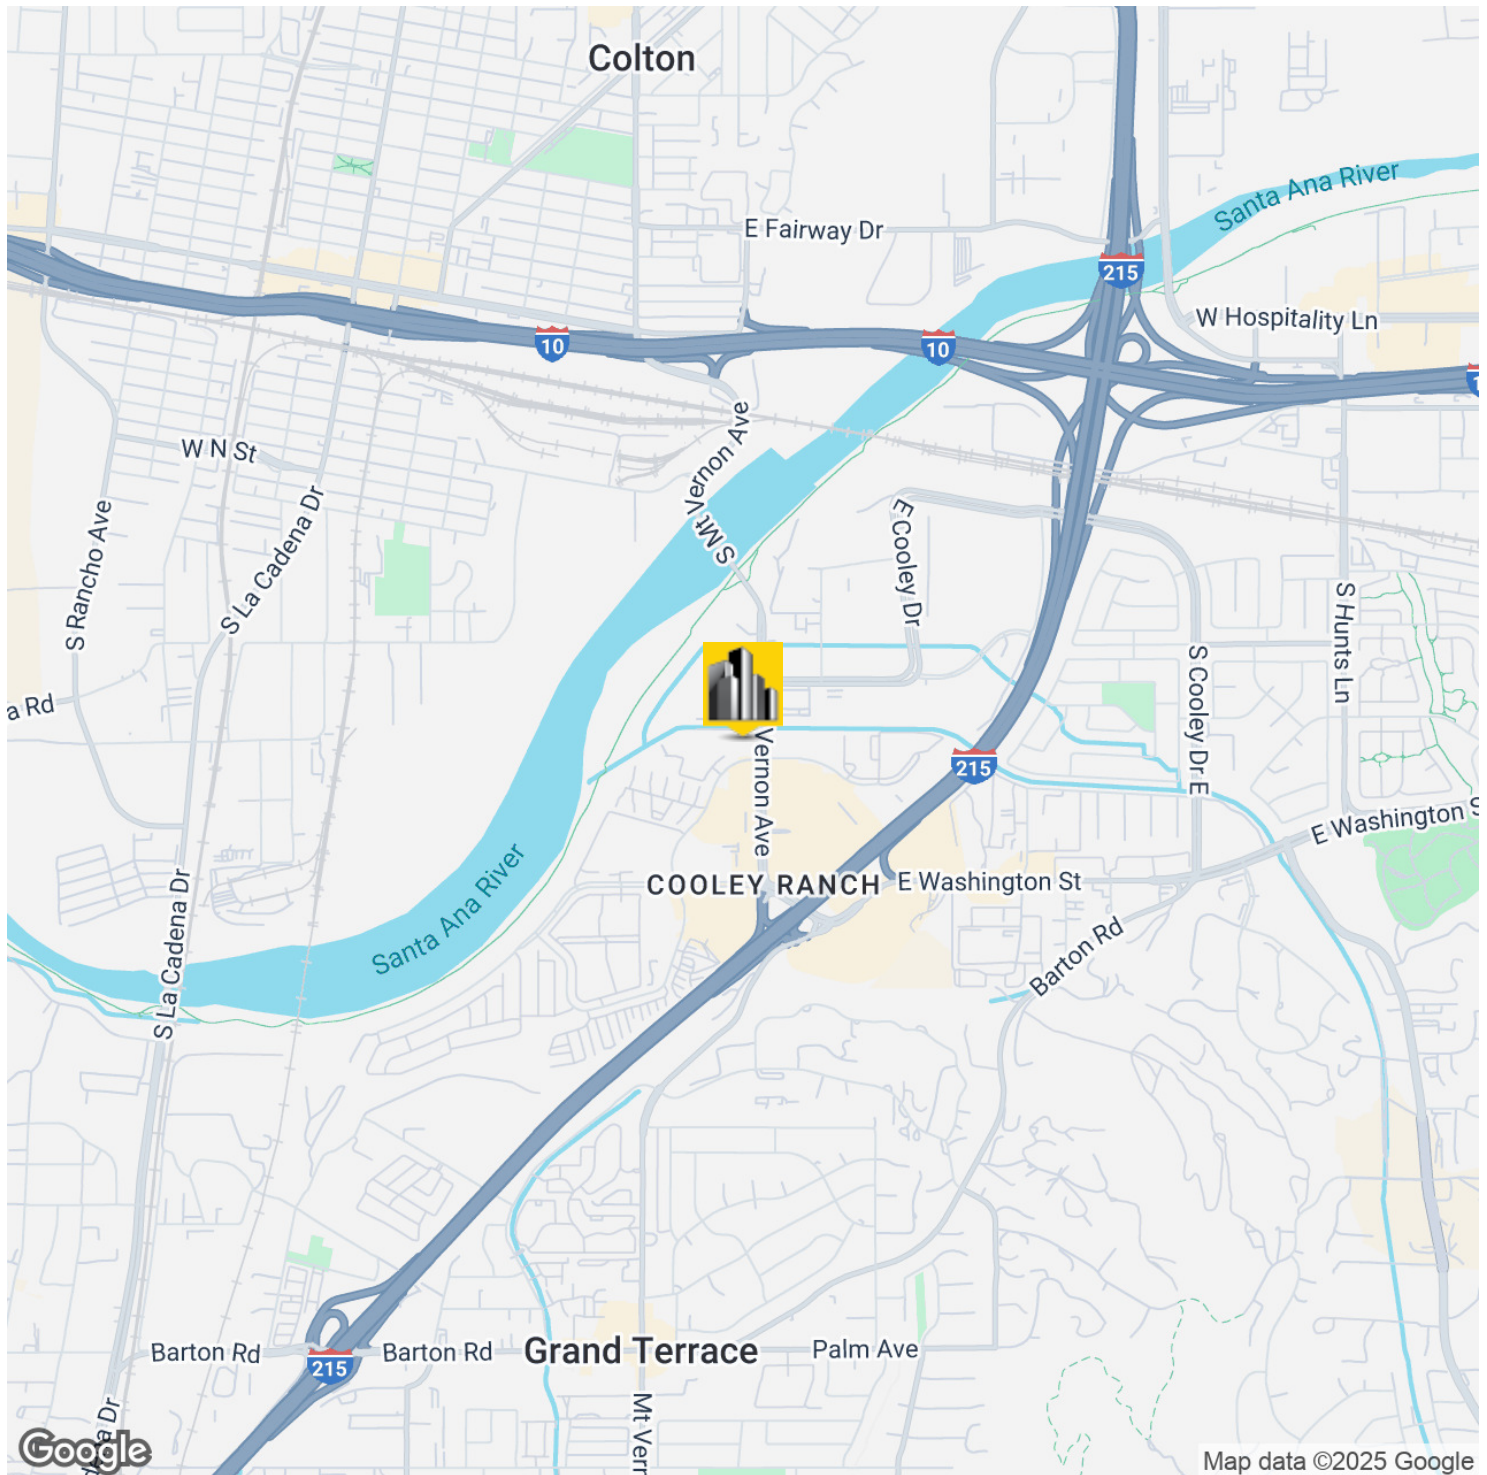 Colton
Santa Ana River
E Fairway Dr
215
W Hospitality Ln
10
10
S Mt Vernon Ave
W N St
S La Cadena Dr
S Rancho Ave
E Cooley Dr
S Hunts Ln
S Cooley Dr E
a Rd
Vernon Ave
215
E Washington S
COOLEY RANCH
E Washington St
Santa Ana River
S La Cadena Dr
Barton Rd
Barton Rd
215
Barton Rd
Grand Terrace
Palm Ave
Mt Verr
dena Dr
Google
Map data ©2025 Google